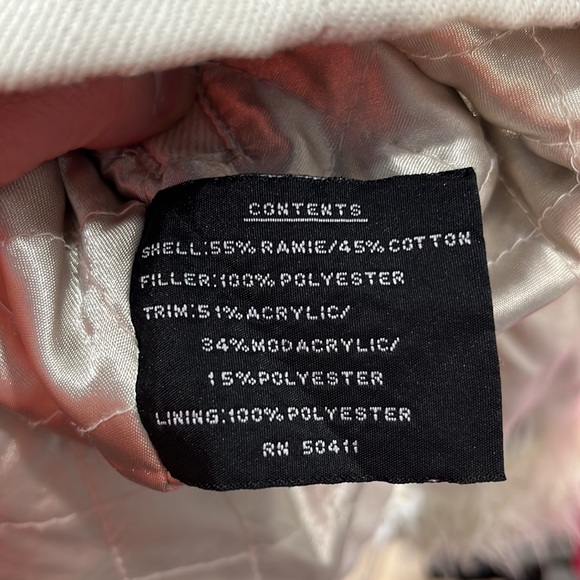 CONTENTS
SHELL:55% RAMIE/45% COTTON
FILLER:100% POLYESTER
TRIM:51% ACRYLIC/
34% MODACRYLIC/
15% POLYESTER
LINING:100% POLYESTER
RN 50411